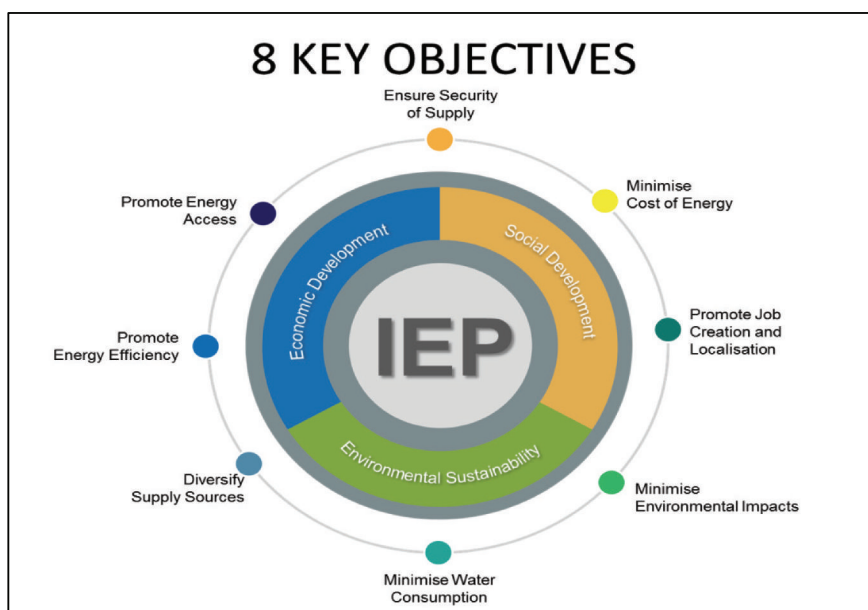 8 KEY OBJECTIVES
Ensure Security
of Supply
Minimise
Cost of Energy
Promote Job
Creation and
Localisation
Minimise
Environmental Impacts
Minimise Water
Consumption
Diversify
Supply Sources
Promote
Energy Efficiency
Promote Energy
Access
Economic Development
Social Development
Environmental Sustainability
IEP